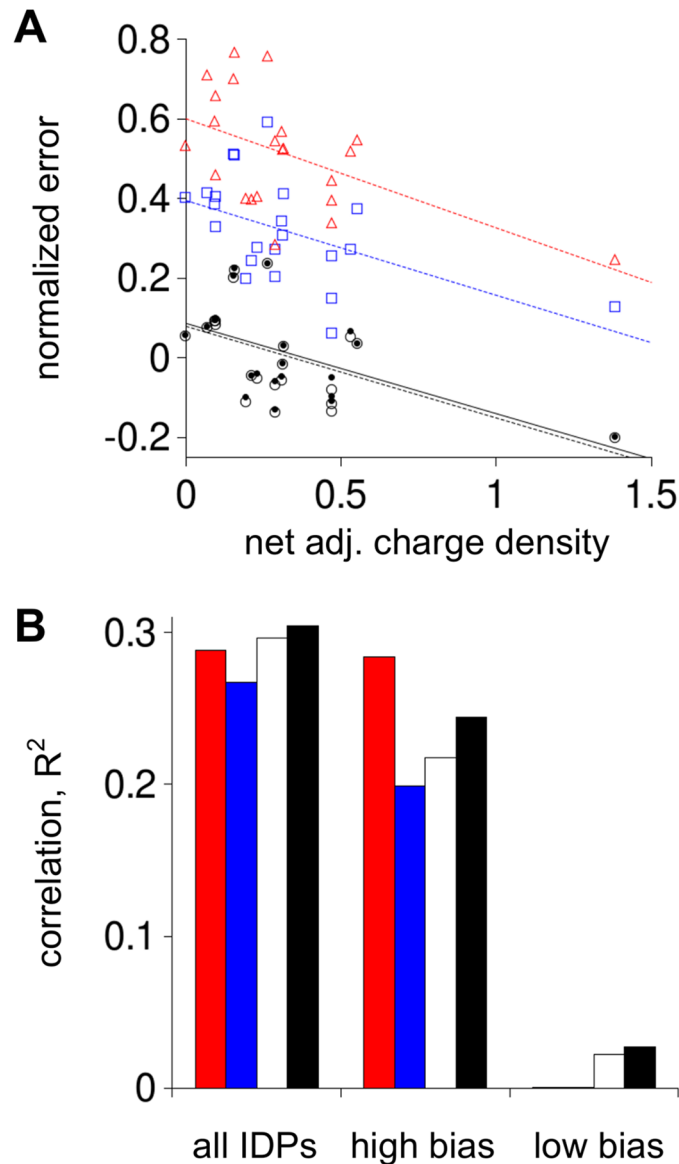 A
0.8
0.6
0.4
0.2
0
-0.2
normalized error
0 0.5 1 1.5
net adj. charge density
B
0.3
0.2
0.1
0
correlation, R²
all IDPs high bias low bias